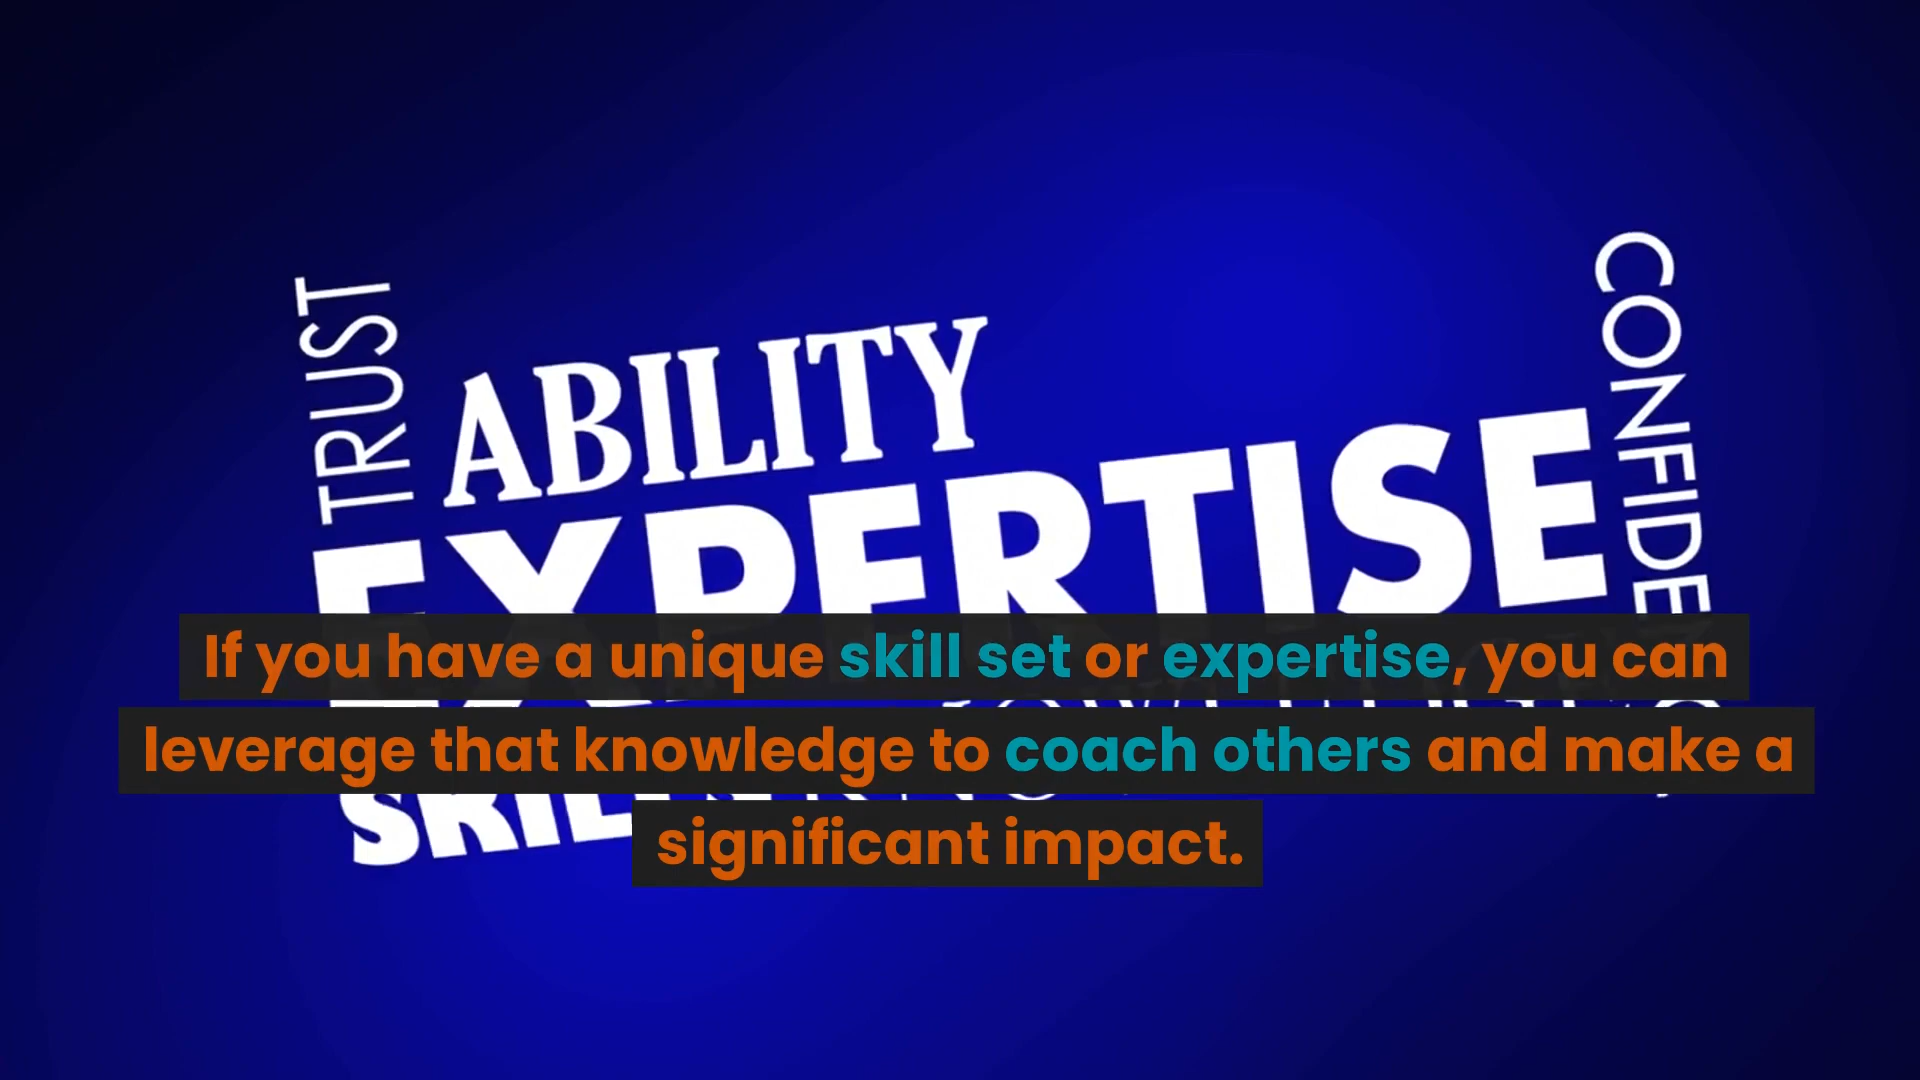 TRUST
ABILITY
EXPERTISE
If you have a unique skill set or expertise, you can
leverage that knowledge to coach others and make a
significant impact.